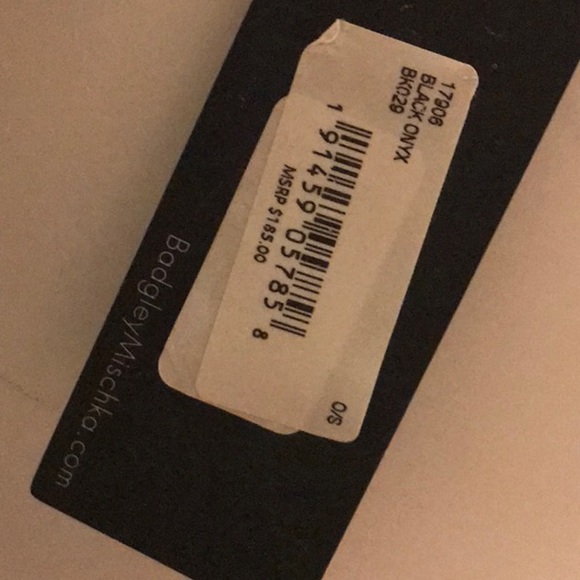 17906
BLACK ONYX
BK029
1 91459 05785 8
MSRP $185.00
O/S
BadgleyMischka.com